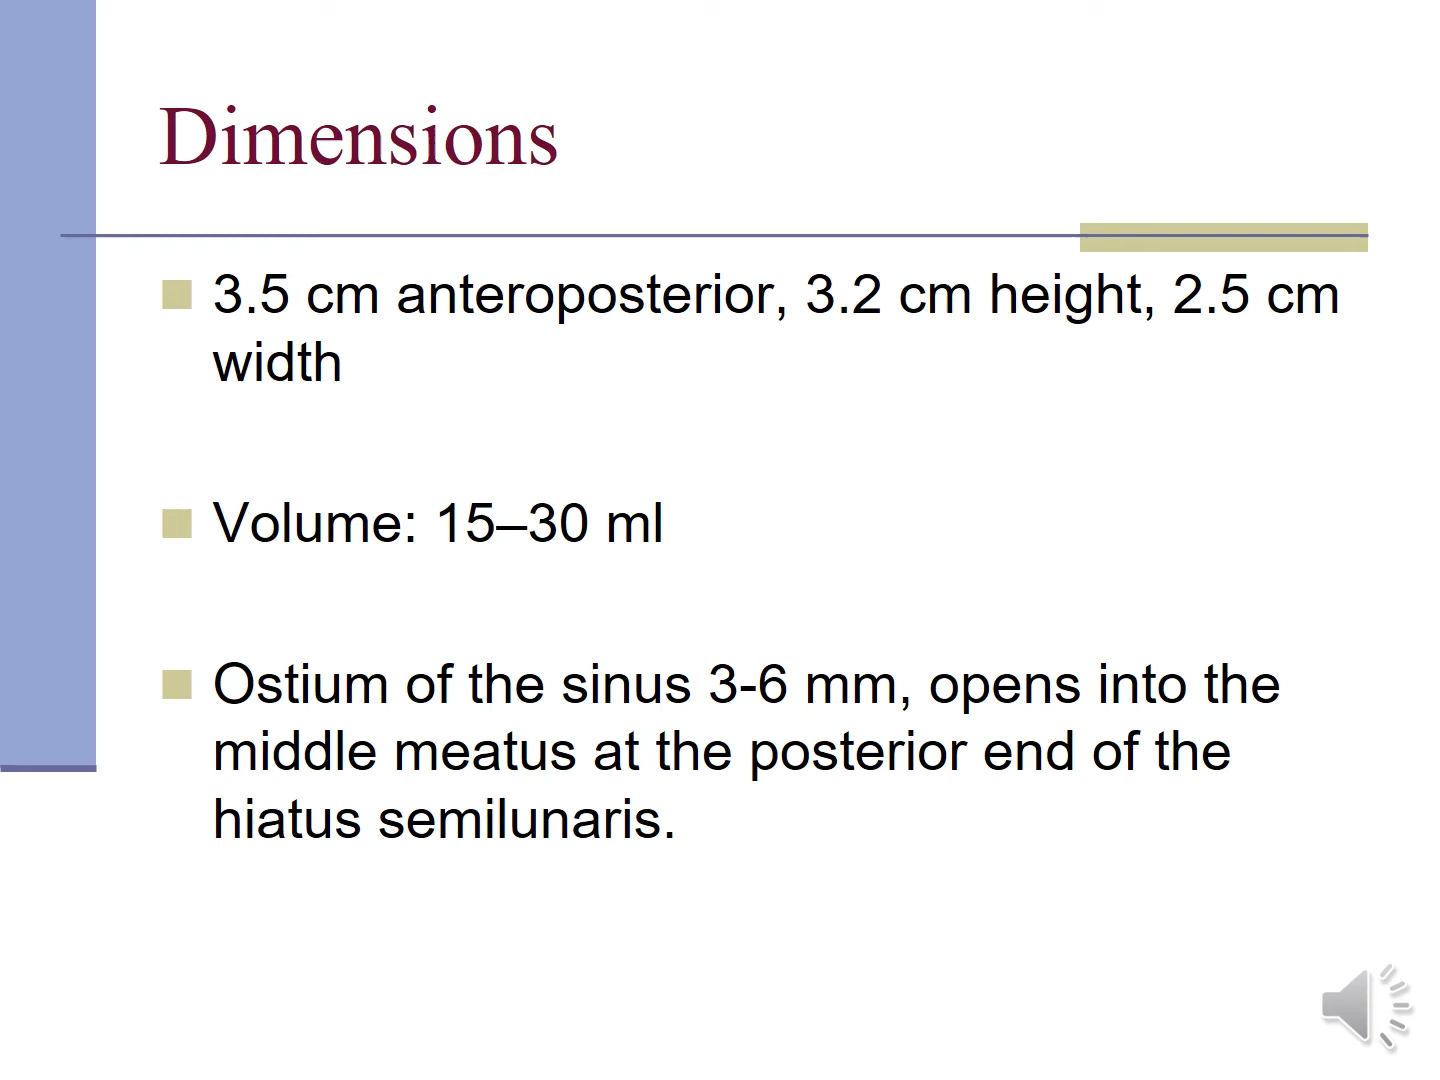 Dimensions
3.5 cm anteroposterior, 3.2 cm height, 2.5 cm
width
Volume: 15–30 ml
Ostium of the sinus 3-6 mm, opens into the
middle meatus at the posterior end of the
hiatus semilunaris.